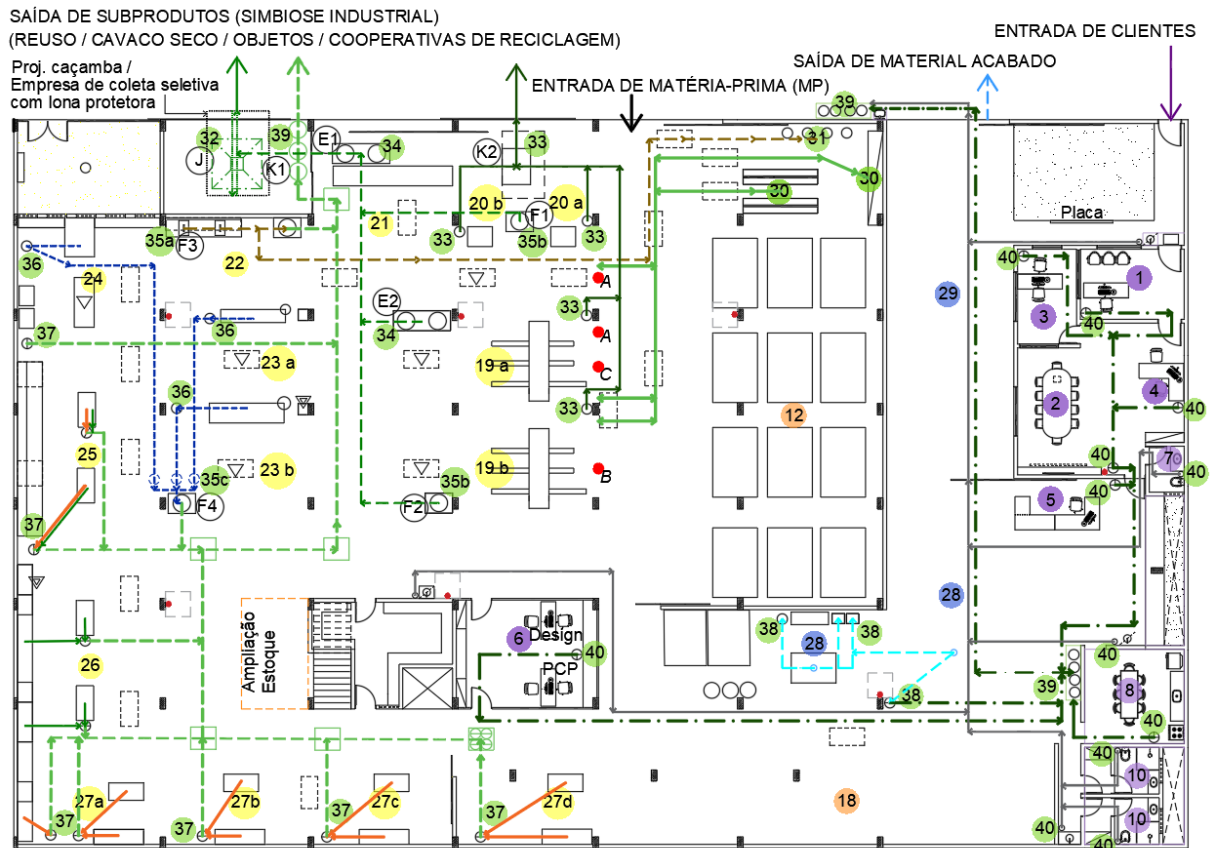 SAÍDA DE SUBPRODUTOS (SIMBIOSE INDUSTRIAL)
(REUSO / CAVACO SECO / OBJETOS / COOPERATIVAS DE RECICLAGEM)
ENTRADA DE CLIENTES
SAÍDA DE MATERIAL ACABADO
Proj. caçamba /
Empresa de coleta seletiva
com lona protetora
ENTRADA DE MATÉRIA-PRIMA (MP)
39
32 39 E1 34 K2 33 31
J K1 30
20 b 20 a 30
21 F1 Placa
35a F3 33 35b 33
36 22 40 1
24 A 40
E2 29 3
36 34 33 A 40
37 23 a 19 a C
36 33 12 2 4 40
25 40 7
23 b 35c 35b 19 b B 40 40
F4 F2 5
37
28
Ampliação
Estoque
6 Design 38 28 38
26 40 40
PCP 38 39 8
40
40 10
27a 27b 27c 27d 18
37 37 37 37 40 10
40